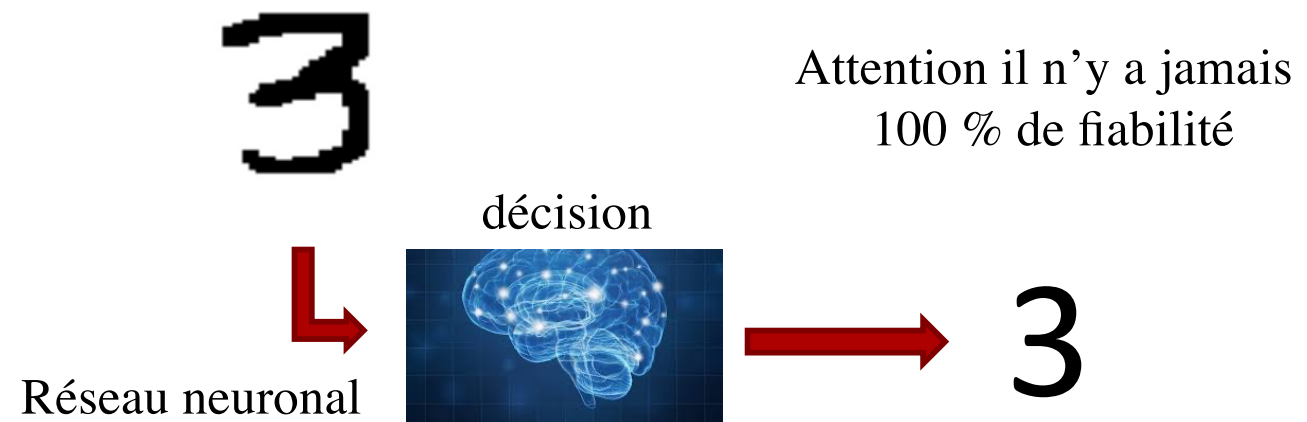 3
Attention il n'y a jamais
100 % de fiabilité
décision
Réseau neuronal
3